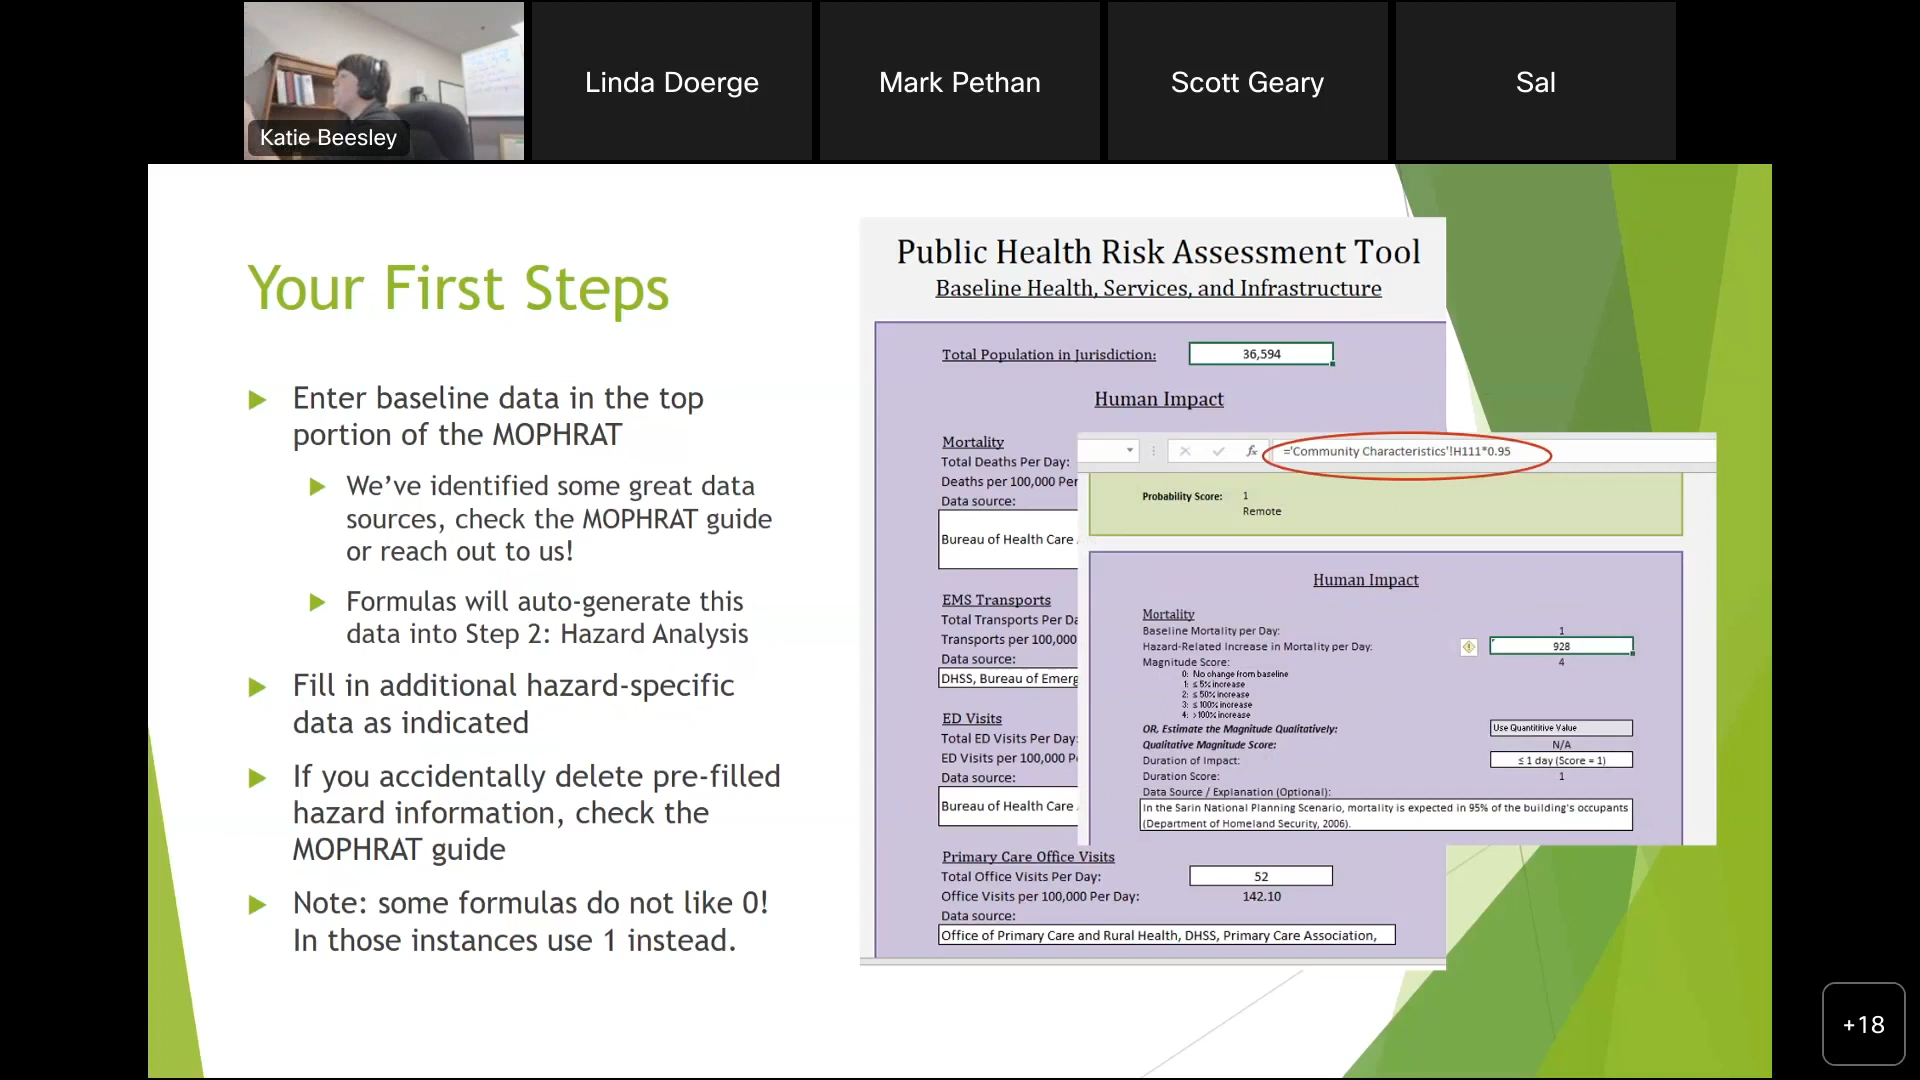 Katie Beesley
Linda Doerge
Mark Pethan
Scott Geary
Sal
Your First Steps
Enter baseline data in the top
portion of the MOPHRAT
We've identified some great data
sources, check the MOPHRAT guide
or reach out to us!
Formulas will auto-generate this
data into Step 2: Hazard Analysis
Fill in additional hazard-specific
data as indicated
If you accidentally delete pre-filled
hazard information, check the
MOPHRAT guide
Note: some formulas do not like 0!
In those instances use 1 instead.
Public Health Risk Assessment Tool
Baseline Health, Services, and Infrastructure
Total Population in Jurisdiction: 36,594
Human Impact
Mortality
Total Deaths Per Day:
Deaths per 100,000 Per
Data source:
Bureau of Health Care
EMS Transports
Total Transports Per Da
Transports per 100,000
Data source:
DHSS, Bureau of Emerg
ED Visits
Total ED Visits Per Day:
ED Visits per 100,000 P
Data source:
Bureau of Health Care
Primary Care Office Visits
Total Office Visits Per Day: 52
Office Visits per 100,000 Per Day: 142.10
Data source:
Office of Primary Care and Rural Health, DHSS, Primary Care Association,
fx ='Community Characteristics'!H111*0.95
Probability Score: 1
Remote
Human Impact
Mortality
Baseline Mortality per Day: 1
Hazard-Related Increase in Mortality per Day: 928
Magnitude Score: 4
0: No change from baseline
1: ≤ 5% increase
2: ≤ 50% increase
3: ≤ 100% increase
4: >100% increase
OR, Estimate the Magnitude Qualitatively: Use Quantititive Value
Qualitative Magnitude Score: N/A
Duration of Impact: ≤ 1 day (Score = 1)
Duration Score: 1
Data Source / Explanation (Optional):
In the Sarin National Planning Scenario, mortality is expected in 95% of the building's occupants
(Department of Homeland Security, 2006).
+18